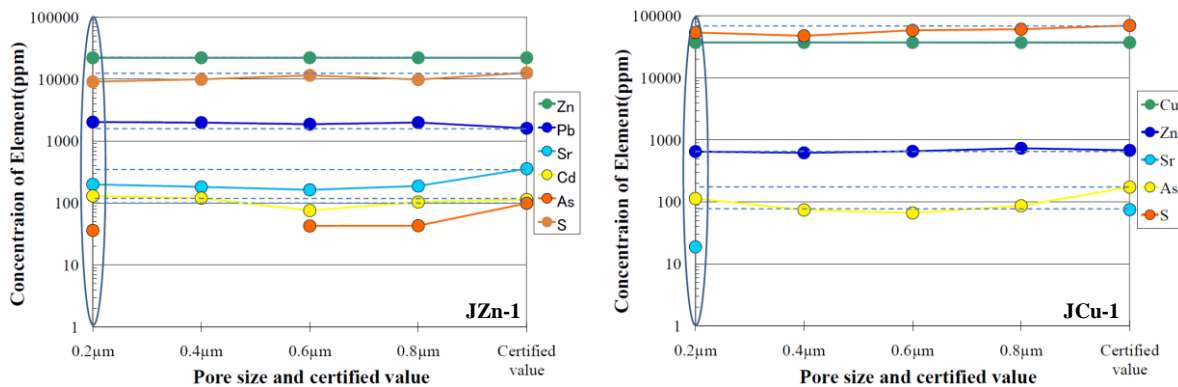 Concentraion of Element(ppm)
100000
10000
1000
100
10
1
0.2µm
0.4µm
0.6µm
0.8µm
Certified
value
Pore size and certified value
JZn-1
Zn
Pb
Sr
Cd
As
S
Concentraion of Element(ppm)
100000
10000
1000
100
10
1
0.2µm
0.4µm
0.6µm
0.8µm
Certified
value
Pore size and certified value
JCu-1
Cu
Zn
Sr
As
S